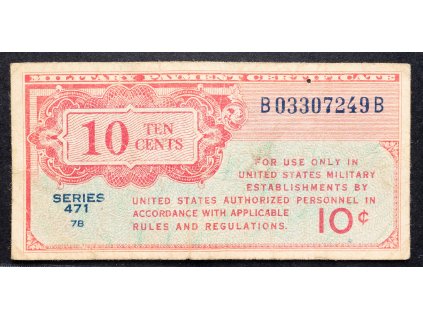 MILITARY PAYMENT CERTIFICATE
B03307249B
10 TEN CENTS
FOR USE ONLY IN
UNITED STATES MILITARY
ESTABLISHMENTS BY
UNITED STATES AUTHORIZED PERSONNEL IN
ACCORDANCE WITH APPLICABLE
RULES AND REGULATIONS.
SERIES
471
78
10¢